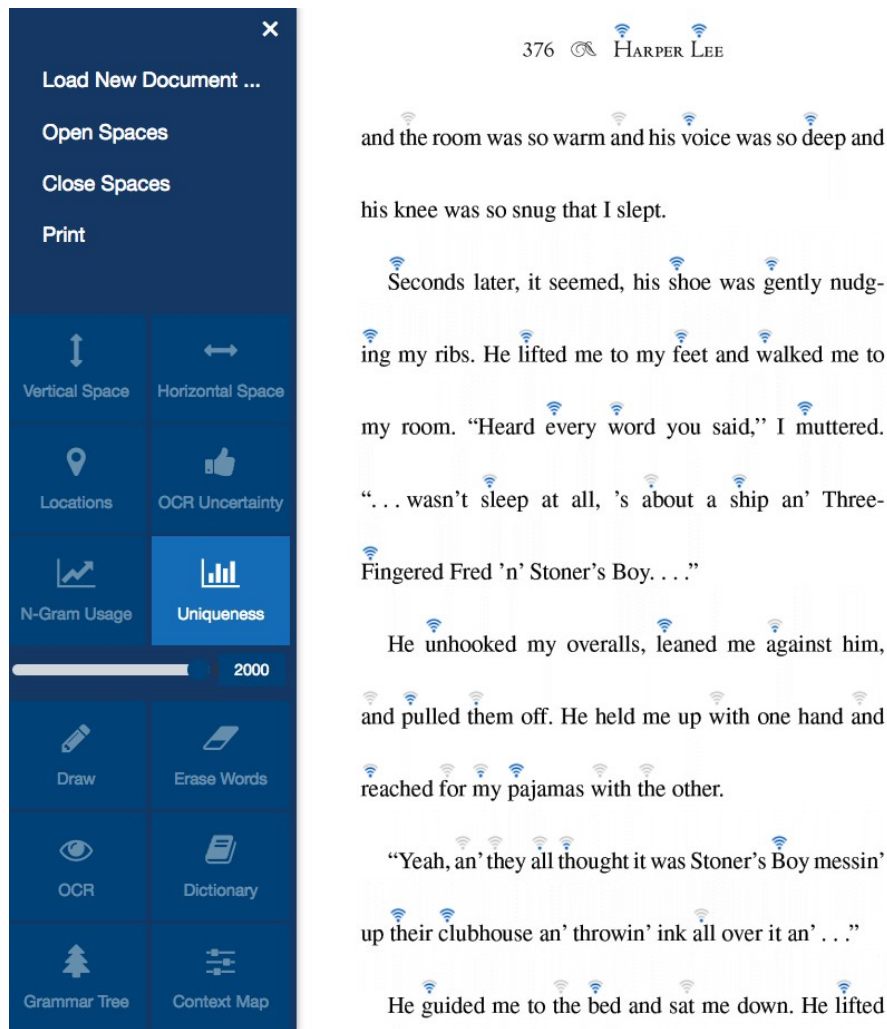 ×
Load New Document ...
Open Spaces
Close Spaces
Print
Vertical Space
Horizontal Space
Locations
OCR Uncertainty
N-Gram Usage
Uniqueness
2000
Draw
Erase Words
OCR
Dictionary
Grammar Tree
Context Map
376 Harper Lee
and the room was so warm and his voice was so deep and
his knee was so snug that I slept.
Seconds later, it seemed, his shoe was gently nudg-
ing my ribs. He lifted me to my feet and walked me to
my room. “Heard every word you said,” I muttered.
“. . . wasn't sleep at all, 's about a ship an' Three-
Fingered Fred 'n' Stoner's Boy. . . .”
He unhooked my overalls, leaned me against him,
and pulled them off. He held me up with one hand and
reached for my pajamas with the other.
“Yeah, an' they all thought it was Stoner's Boy messin'
up their clubhouse an' throwin' ink all over it an' . . .”
He guided me to the bed and sat me down. He lifted